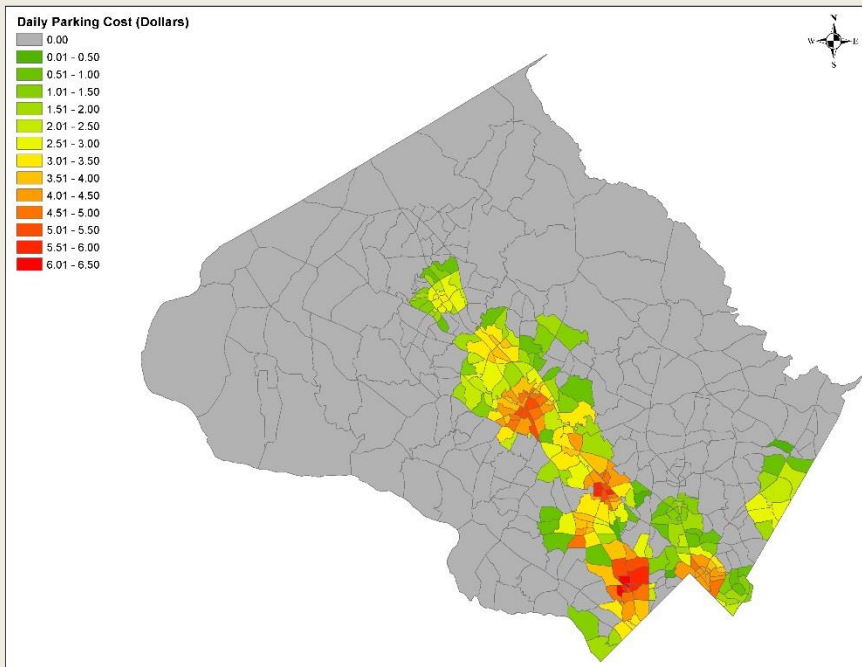 Daily Parking Cost (Dollars)
0.00
0.01 - 0.50
0.51 - 1.00
1.01 - 1.50
1.51 - 2.00
2.01 - 2.50
2.51 - 3.00
3.01 - 3.50
3.51 - 4.00
4.01 - 4.50
4.51 - 5.00
5.01 - 5.50
5.51 - 6.00
6.01 - 6.50
N
W E
S